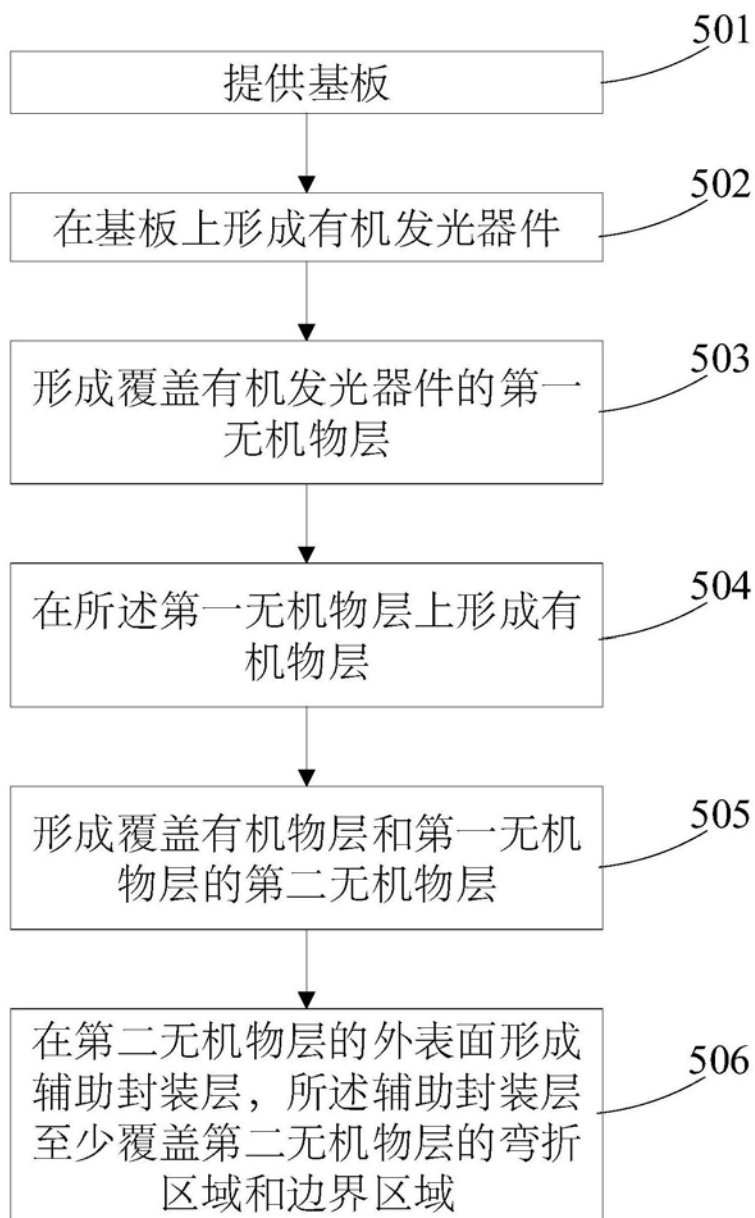 501
提供基板
502
在基板上形成有机发光器件
503
形成覆盖有机发光器件的第一
无机物层
504
在所述第一无机物层上形成有
机物层
505
形成覆盖有机物层和第一无机
物层的第二无机物层
506
在第二无机物层的外表面形成
辅助封装层，所述辅助封装层
至少覆盖第二无机物层的弯折
区域和边界区域